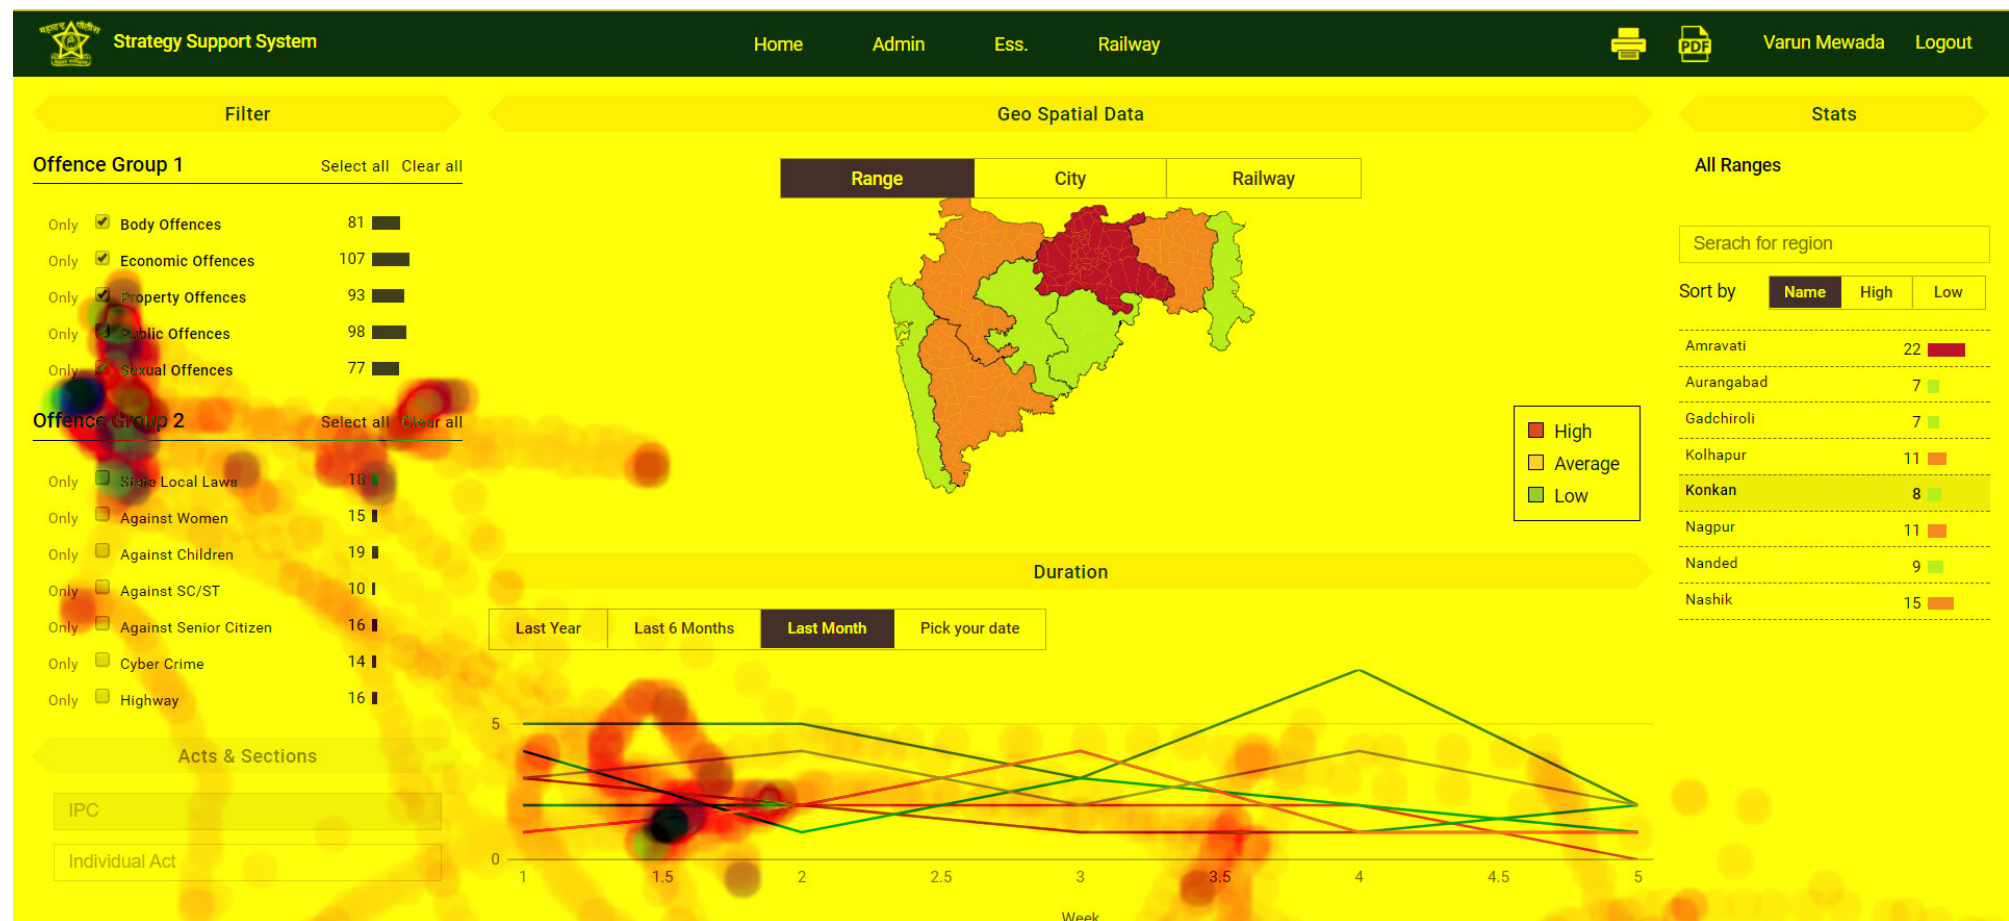 Strategy Support System
Home Admin Ess. Railway
Varun Mewada Logout
PDF
Filter
Offence Group 1 Select all Clear all
Only Body Offences 81
Only Economic Offences 107
Only Property Offences 93
Only Public Offences 98
Only Sexual Offences 77
Offence Group 2 Select all Clear all
Only State Local Laws 18
Only Against Women 15
Only Against Children 19
Only Against SC/ST 10
Only Against Senior Citizen 16
Only Cyber Crime 14
Only Highway 16
Acts & Sections
IPC
Individual Act
Geo Spatial Data
Range City Railway
High
Average
Low
Duration
Last Year Last 6 Months Last Month Pick your date
5
0
1 1.5 2 2.5 3 3.5 4 4.5 5
Week
Stats
All Ranges
Serach for region
Sort by Name High Low
Amravati 22
Aurangabad 7
Gadchiroli 7
Kolhapur 11
Konkan 8
Nagpur 11
Nanded 9
Nashik 15